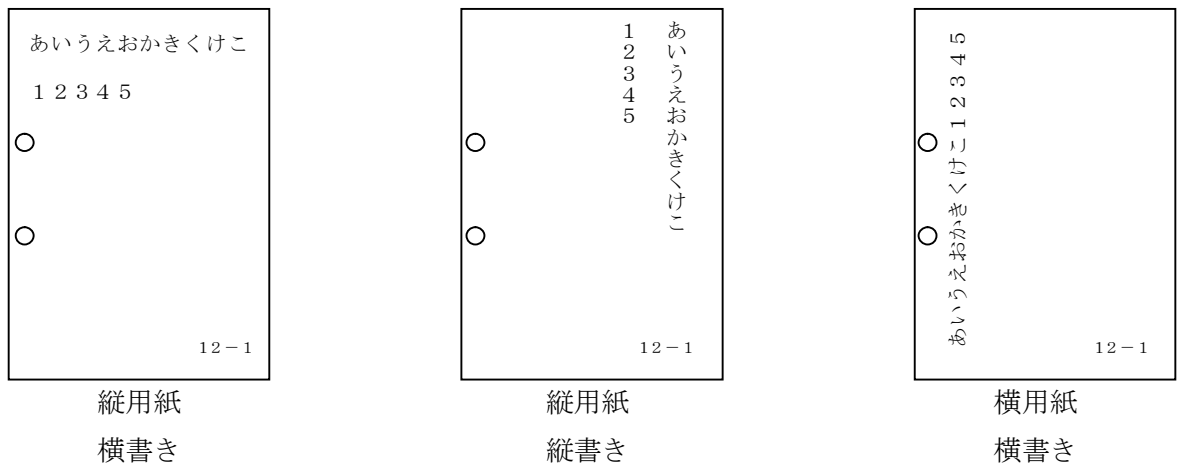 あいうえおかきくけこ
１２３４５
12－1
縦用紙
横書き
あいうえおかきくけこ
１２３４５
12－1
縦用紙
縦書き
あいうえおかきくけこ１２３４５
12－1
横用紙
横書き